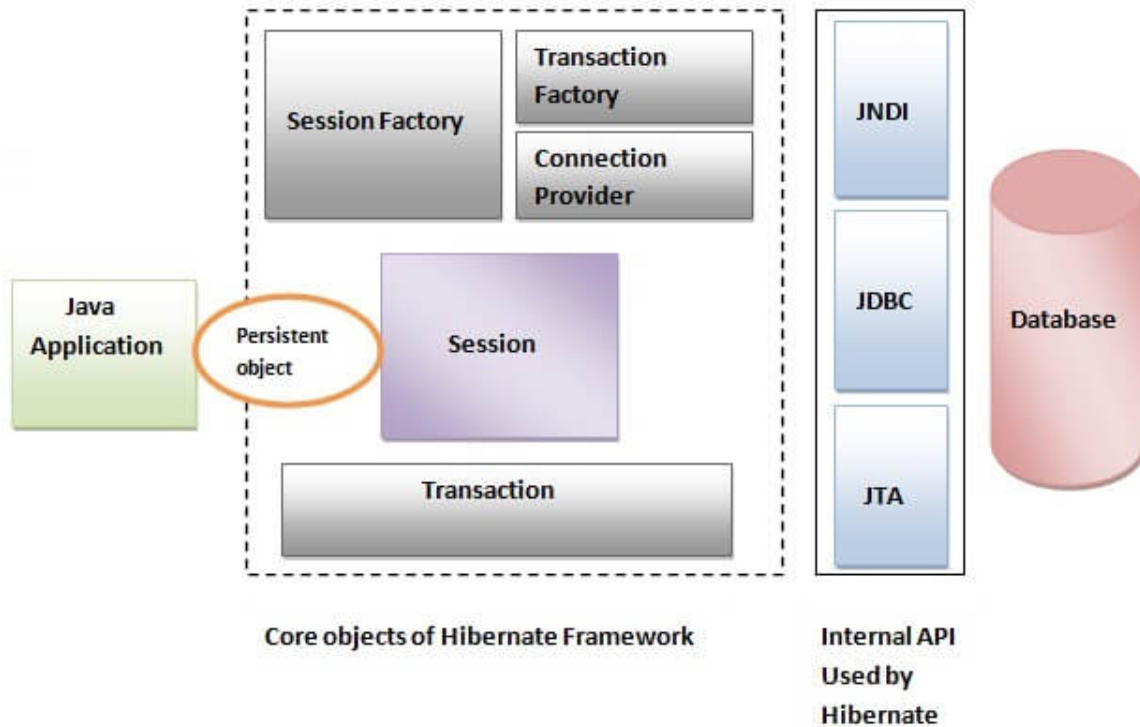 Session Factory
Transaction
Factory
Connection
Provider
Java
Application
Persistent
object
Session
Transaction
JNDI
JDBC
JTA
Database
Core objects of Hibernate Framework
Internal API
Used by
Hibernate